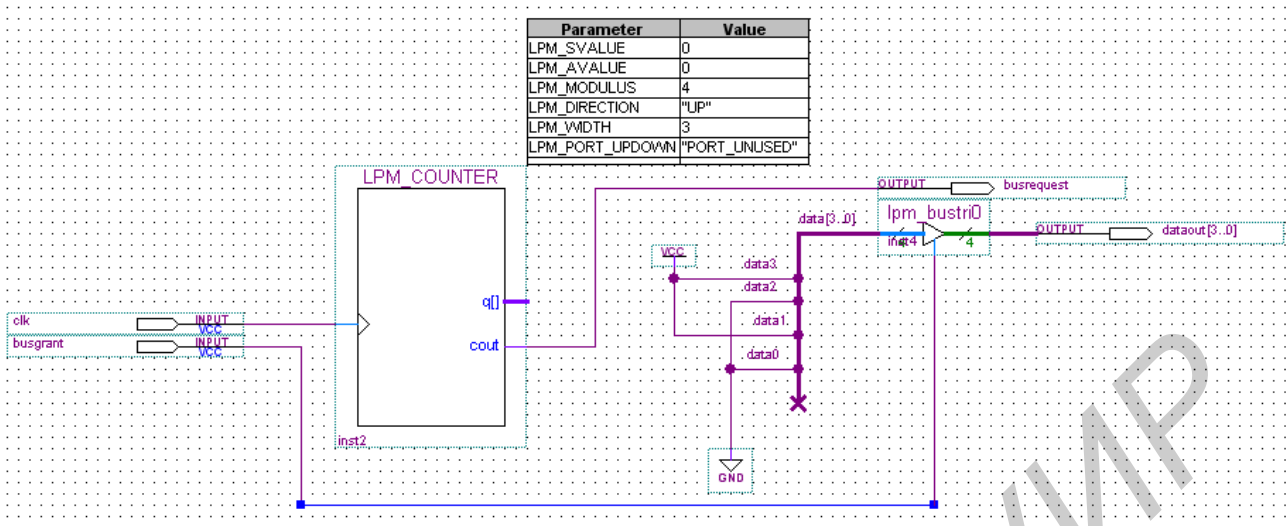 Parameter Value
LPM_SVALUE 0
LPM_AVALUE 0
LPM_MODULUS 4
LPM_DIRECTION "UP"
LPM_WIDTH 3
LPM_PORT_UPDOWN "PORT_UNUSED"
LPM_COUNTER
OUTPUT busrequest
lpm_bustri0
data[3..0]
inst4 4
4
OUTPUT dataout[3..0]
VCC
data3
data2
q[]
data1
clk INPUT
VCC
busgrant INPUT
VCC
cout
data0
inst2
GND
ИР